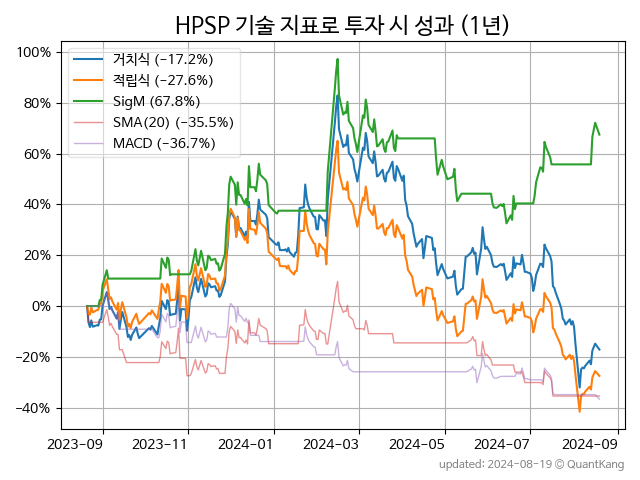 HPSP 기술 지표로 투자 시 성과 (1년)
100%
80%
60%
40%
20%
0%
−20%
−40%
거치식 (−17.2%)
적립식 (−27.6%)
SigM (67.8%)
SMA(20) (−35.5%)
MACD (−36.7%)
2023-09
2023-11
2024-01
2024-03
2024-05
2024-07
2024-09
updated: 2024-08-19 © QuantKang